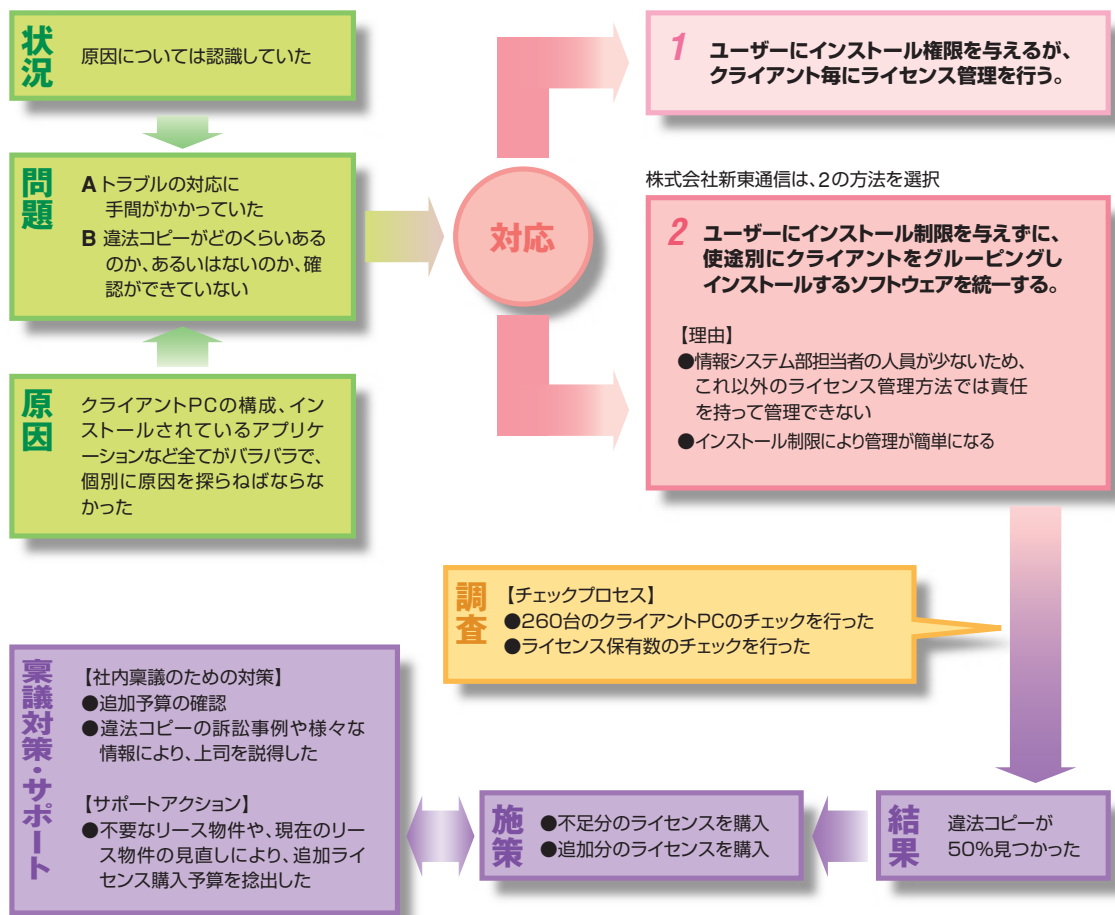 状況
原因については認識していた
問題
A トラブルの対応に
手間がかかっていた
B 違法コピーがどのくらいある
のか、あるいはないのか、確
認ができていない
原因
クライアントPCの構成、イン
ストールされているアプリケ
ーションなど全てがバラバラで、
個別に原因を探らねばならな
かった
対応
1 ユーザーにインストール権限を与えるが、
クライアント毎にライセンス管理を行う。
株式会社新東通信は、2の方法を選択
2 ユーザーにインストール制限を与えずに、
使途別にクライアントをグルーピングし
インストールするソフトウェアを統一する。
【理由】
●情報システム部担当者の人員が少ないため、
これ以外のライセンス管理方法では責任
を持って管理できない
●インストール制限により管理が簡単になる
調査
【チェックプロセス】
●260台のクライアントPCのチェックを行った
●ライセンス保有数のチェックを行った
結果
違法コピーが
50%見つかった
施策
●不足分のライセンスを購入
●追加分のライセンスを購入
稟議対策・サポート
【社内稟議のための対策】
●追加予算の確認
●違法コピーの訴訟事例や様々な
情報により、上司を説得した
【サポートアクション】
●不要なリース物件や、現在のリー
ス物件の見直しにより、追加ライ
センス購入予算を捻出した